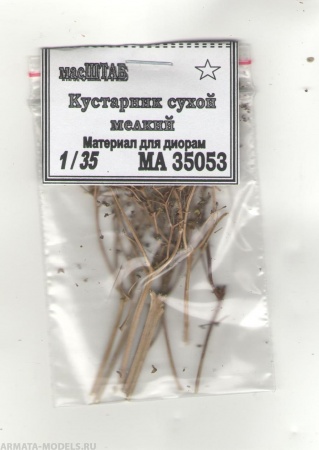 масШТАБ
Кустарник сухой
мелкий
Материал для диорам
1/35 МА 35053
ARMATA-MODELS.RU